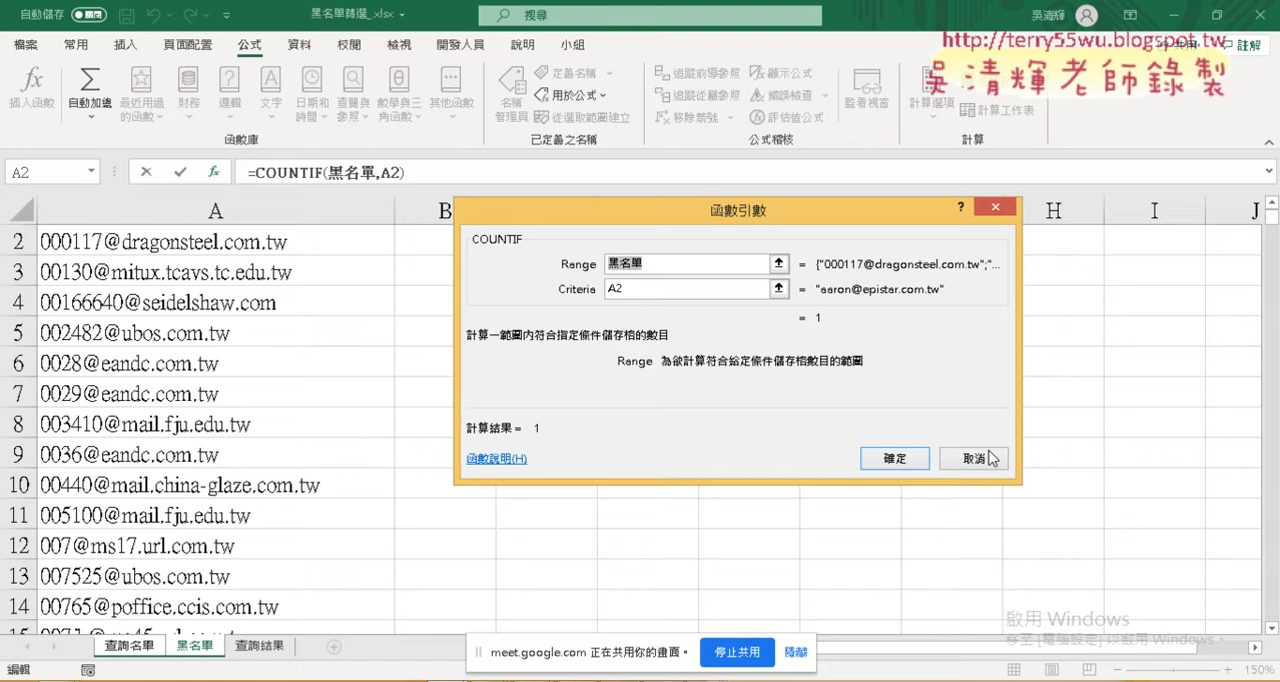 自動儲存
黑名單篩選_.xlsx
搜尋
吳清輝
檔案 常用 插入 頁面配置 公式 資料 校閱 檢視 開發人員 說明 小組
共用 註解
http://terry55wu.blogspot.tw
吳清輝老師錄製
插入函數 自動加總 最近用過的函數 財務 邏輯 文字 日期和時間 查閱與參照 數學與三角函數 其他函數
名稱管理員 定義名稱 用於公式 從選取範圍建立
追蹤前導參照 追蹤從屬參照 移除箭號 顯示公式 錯誤檢查 評估值公式 監看視窗
計算選項 計算工作表
函數庫 已定義之名稱 公式稽核 計算
A2 fx =COUNTIF(黑名單,A2)
A B H I J
2 000117@dragonsteel.com.tw
3 00130@mitux.tcavs.tc.edu.tw
4 00166640@seidelshaw.com
5 002482@ubos.com.tw
6 0028@eandc.com.tw
7 0029@eandc.com.tw
8 003410@mail.fju.edu.tw
9 0036@eandc.com.tw
10 00440@mail.china-glaze.com.tw
11 005100@mail.fju.edu.tw
12 007@ms17.url.com.tw
13 007525@ubos.com.tw
14 00765@poffice.ccis.com.tw
函數引數
? ×
COUNTIF
Range 黑名單 = {"000117@dragonsteel.com.tw";"...
Criteria A2 = "aaron@epistar.com.tw"
= 1
計算一範圍內符合指定條件儲存格的數目
Range 為欲計算符合給定條件儲存格數目的範圍
計算結果 = 1
函數說明(H)
確定 取消
啟用 Windows
移至 [電腦設定] 以啟用 Windows。
查詢名單 黑名單 查詢結果
meet.google.com 正在共用你的畫面。 停止共用 隱藏
編輯
150%